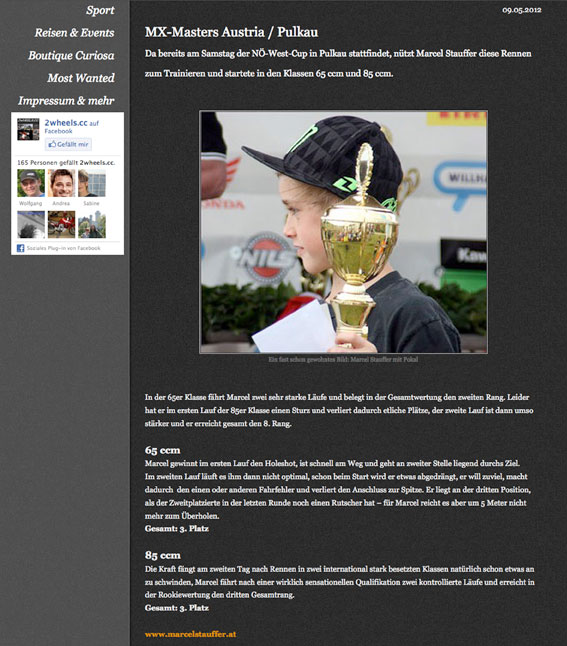 Sport
Reisen & Events
Boutique Curiosa
Most Wanted
Impressum & mehr
2wheels.cc auf
Facebook
Gefällt mir
165 Personen gefällt 2wheels.cc.
Wolfgang Andrea Sabine
Soziales Plug-in von Facebook
09.05.2012
MX-Masters Austria / Pulkau
Da bereits am Samstag der NÖ-West-Cup in Pulkau stattfindet, nützt Marcel Stauffer diese Rennen
zum Trainieren und startete in den Klassen 65 ccm und 85 ccm.
HONDA
WILLK
NILS
Kaw
Ein fast schon gewohntes Bild: Marcel Stauffer mit Pokal
In der 65er Klasse fährt Marcel zwei sehr starke Läufe und belegt in der Gesamtwertung den zweiten Rang. Leider
hat er im ersten Lauf der 85er Klasse einen Sturz und verliert dadurch etliche Plätze, der zweite Lauf ist dann umso
stärker und er erreicht gesamt den 8. Rang.
65 ccm
Marcel gewinnt im ersten Lauf den Holeshot, ist schnell am Weg und geht an zweiter Stelle liegend durchs Ziel.
Im zweiten Lauf läuft es ihm dann nicht optimal, schon beim Start wird er etwas abgedrängt, er will zuviel, macht
dadurch den einen oder anderen Fahrfehler und verliert den Anschluss zur Spitze. Er liegt an der dritten Position,
als der Zweitplatzierte in der letzten Runde noch einen Rutscher hat – für Marcel reicht es aber um 5 Meter nicht
mehr zum Überholen.
Gesamt: 3. Platz
85 ccm
Die Kraft fängt am zweiten Tag nach Rennen in zwei international stark besetzten Klassen natürlich schon etwas an
zu schwinden, Marcel fährt nach einer wirklich sensationellen Qualifikation zwei kontrollierte Läufe und erreicht in
der Rookiewertung den dritten Gesamtrang.
Gesamt: 3. Platz
www.marcelstauffer.at